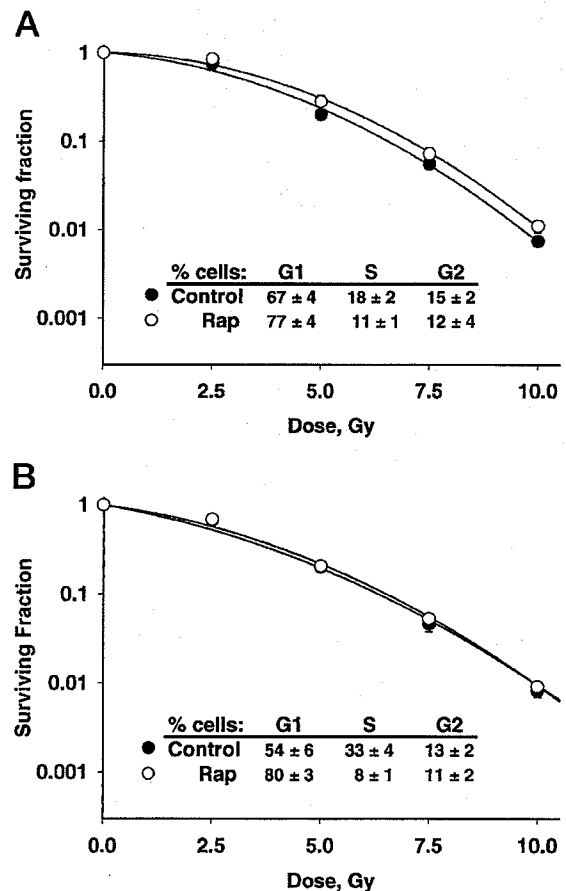 A
1
0.1
0.01
0.001
Surviving fraction
% cells: G1 S G2
Control 67 ± 4 18 ± 2 15 ± 2
Rap 77 ± 4 11 ± 1 12 ± 4
0.0 2.5 5.0 7.5 10.0
Dose, Gy
B
1
0.1
0.01
0.001
Surviving Fraction
% cells: G1 S G2
Control 54 ± 6 33 ± 4 13 ± 2
Rap 80 ± 3 8 ± 1 11 ± 2
0.0 2.5 5.0 7.5 10.0
Dose, Gy